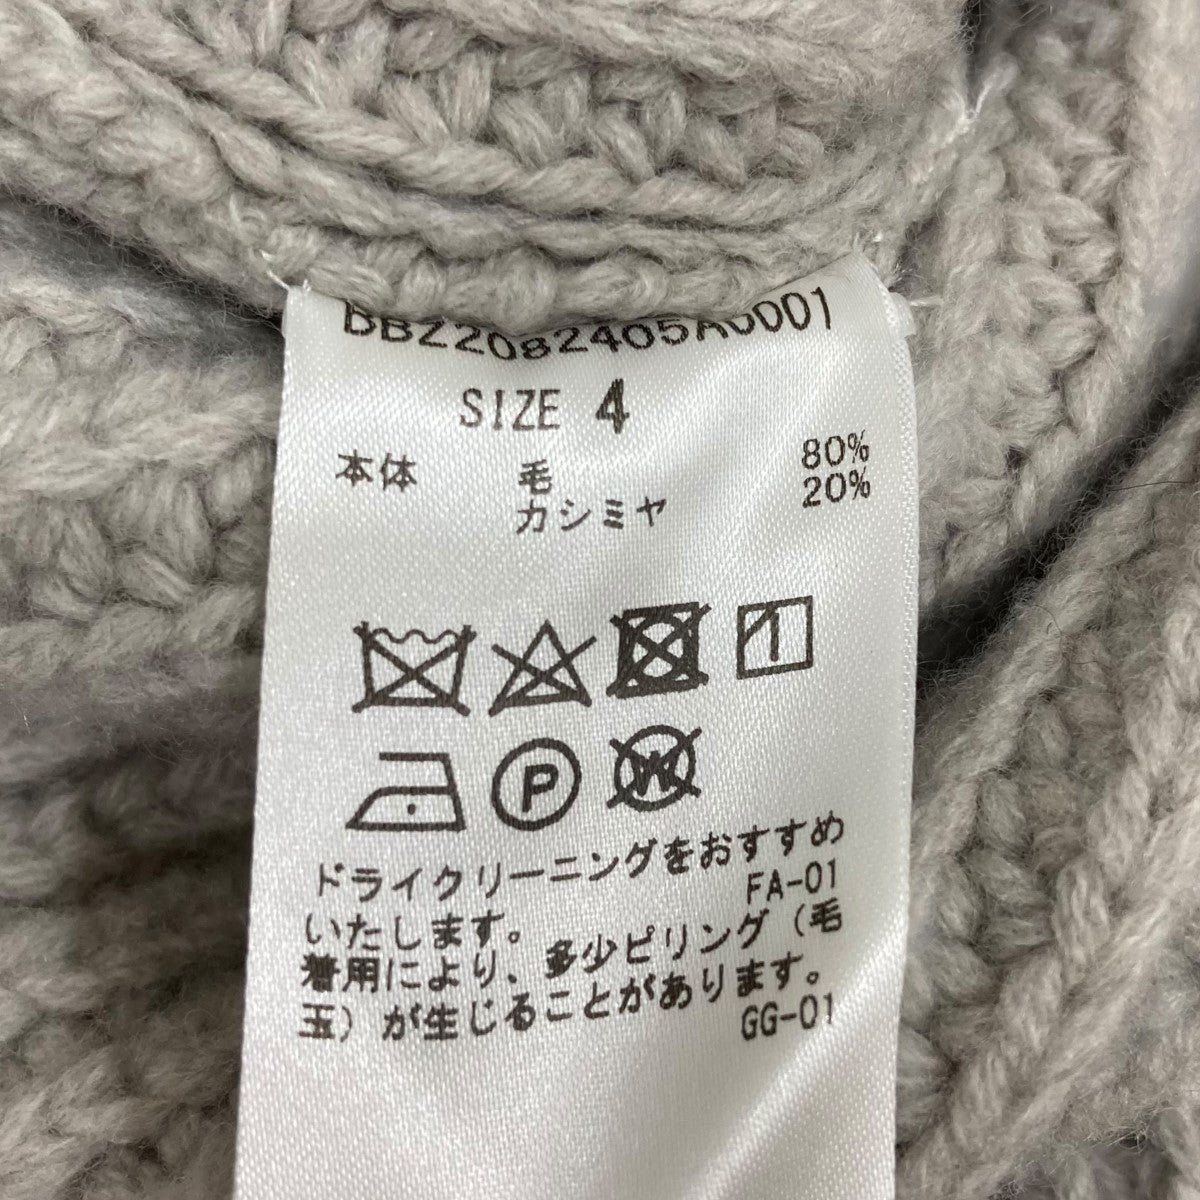 BBZ2082405A0001
SIZE 4
本体 毛 80%
カシミヤ 20%
P
W
ドライクリーニングをおすすめ
いたします。 FA-01
着用により、多少ピリング(毛
玉)が生じることがあります。
GG-01